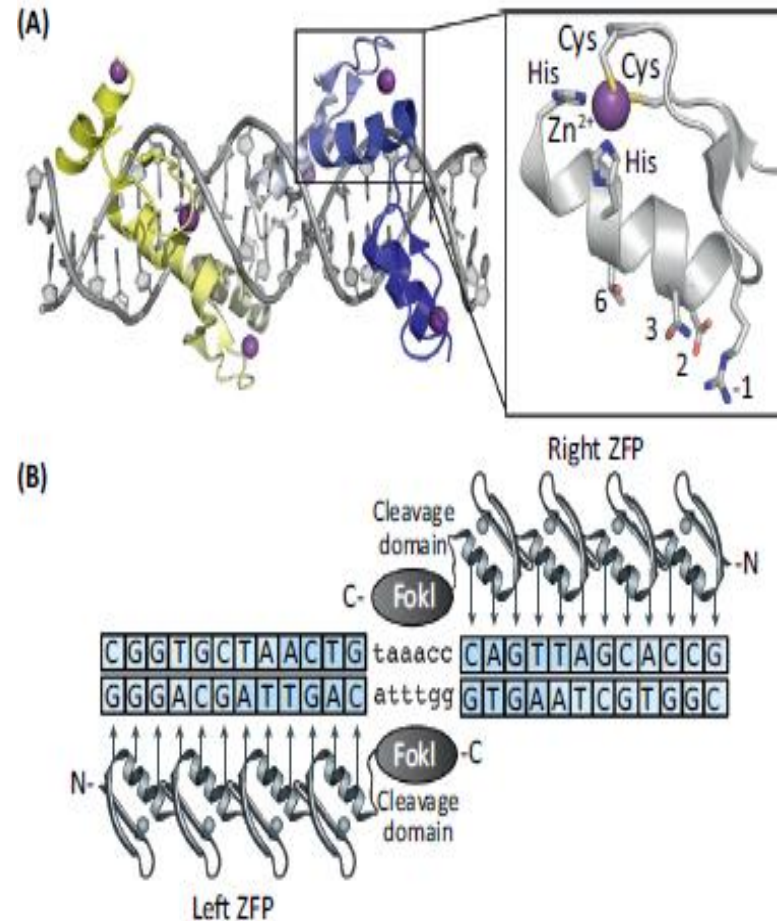 (A)
Cys
His
Cys
Zn²⁺
His
6
3
2
-1
(B)
Right ZFP
Cleavage
domain
-N
C-
FokI
CGGTGCTAACTG taaacc CAGTTAGCACCG
GGGACGATTGAC atttgg GTGAATCGTGGC
FokI
-C
N-
Cleavage
domain
Left ZFP